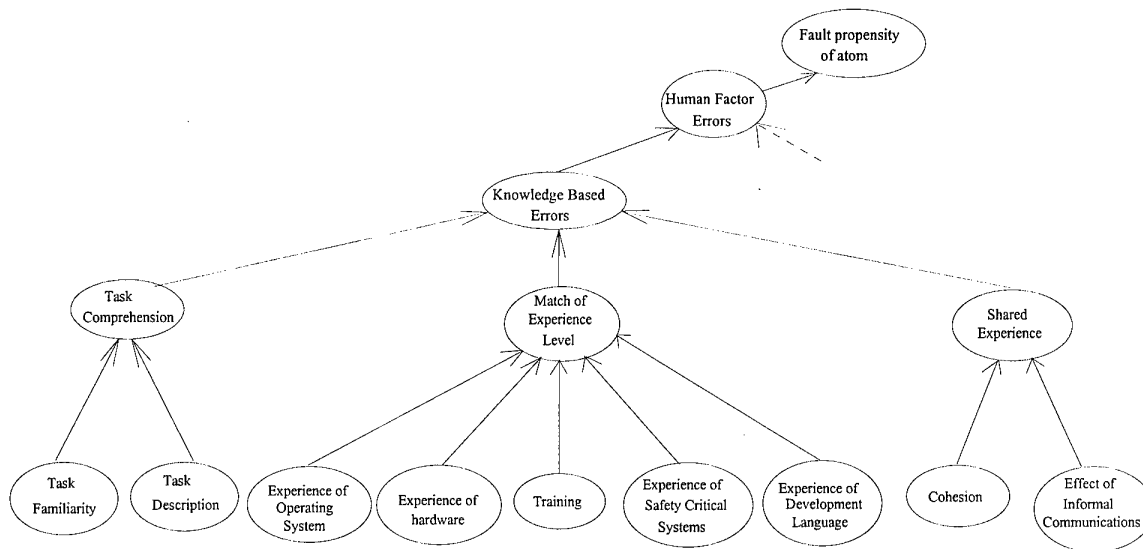 Fault propensity
of atom
Human Factor
Errors
Knowledge Based
Errors
Task
Comprehension
Match of
Experience
Level
Shared
Experience
Task
Familiarity
Task
Description
Experience of
Operating
System
Experience of
hardware
Training
Experience of
Safety Critical
Systems
Experience of
Development
Language
Cohesion
Effect of
Informal
Communications